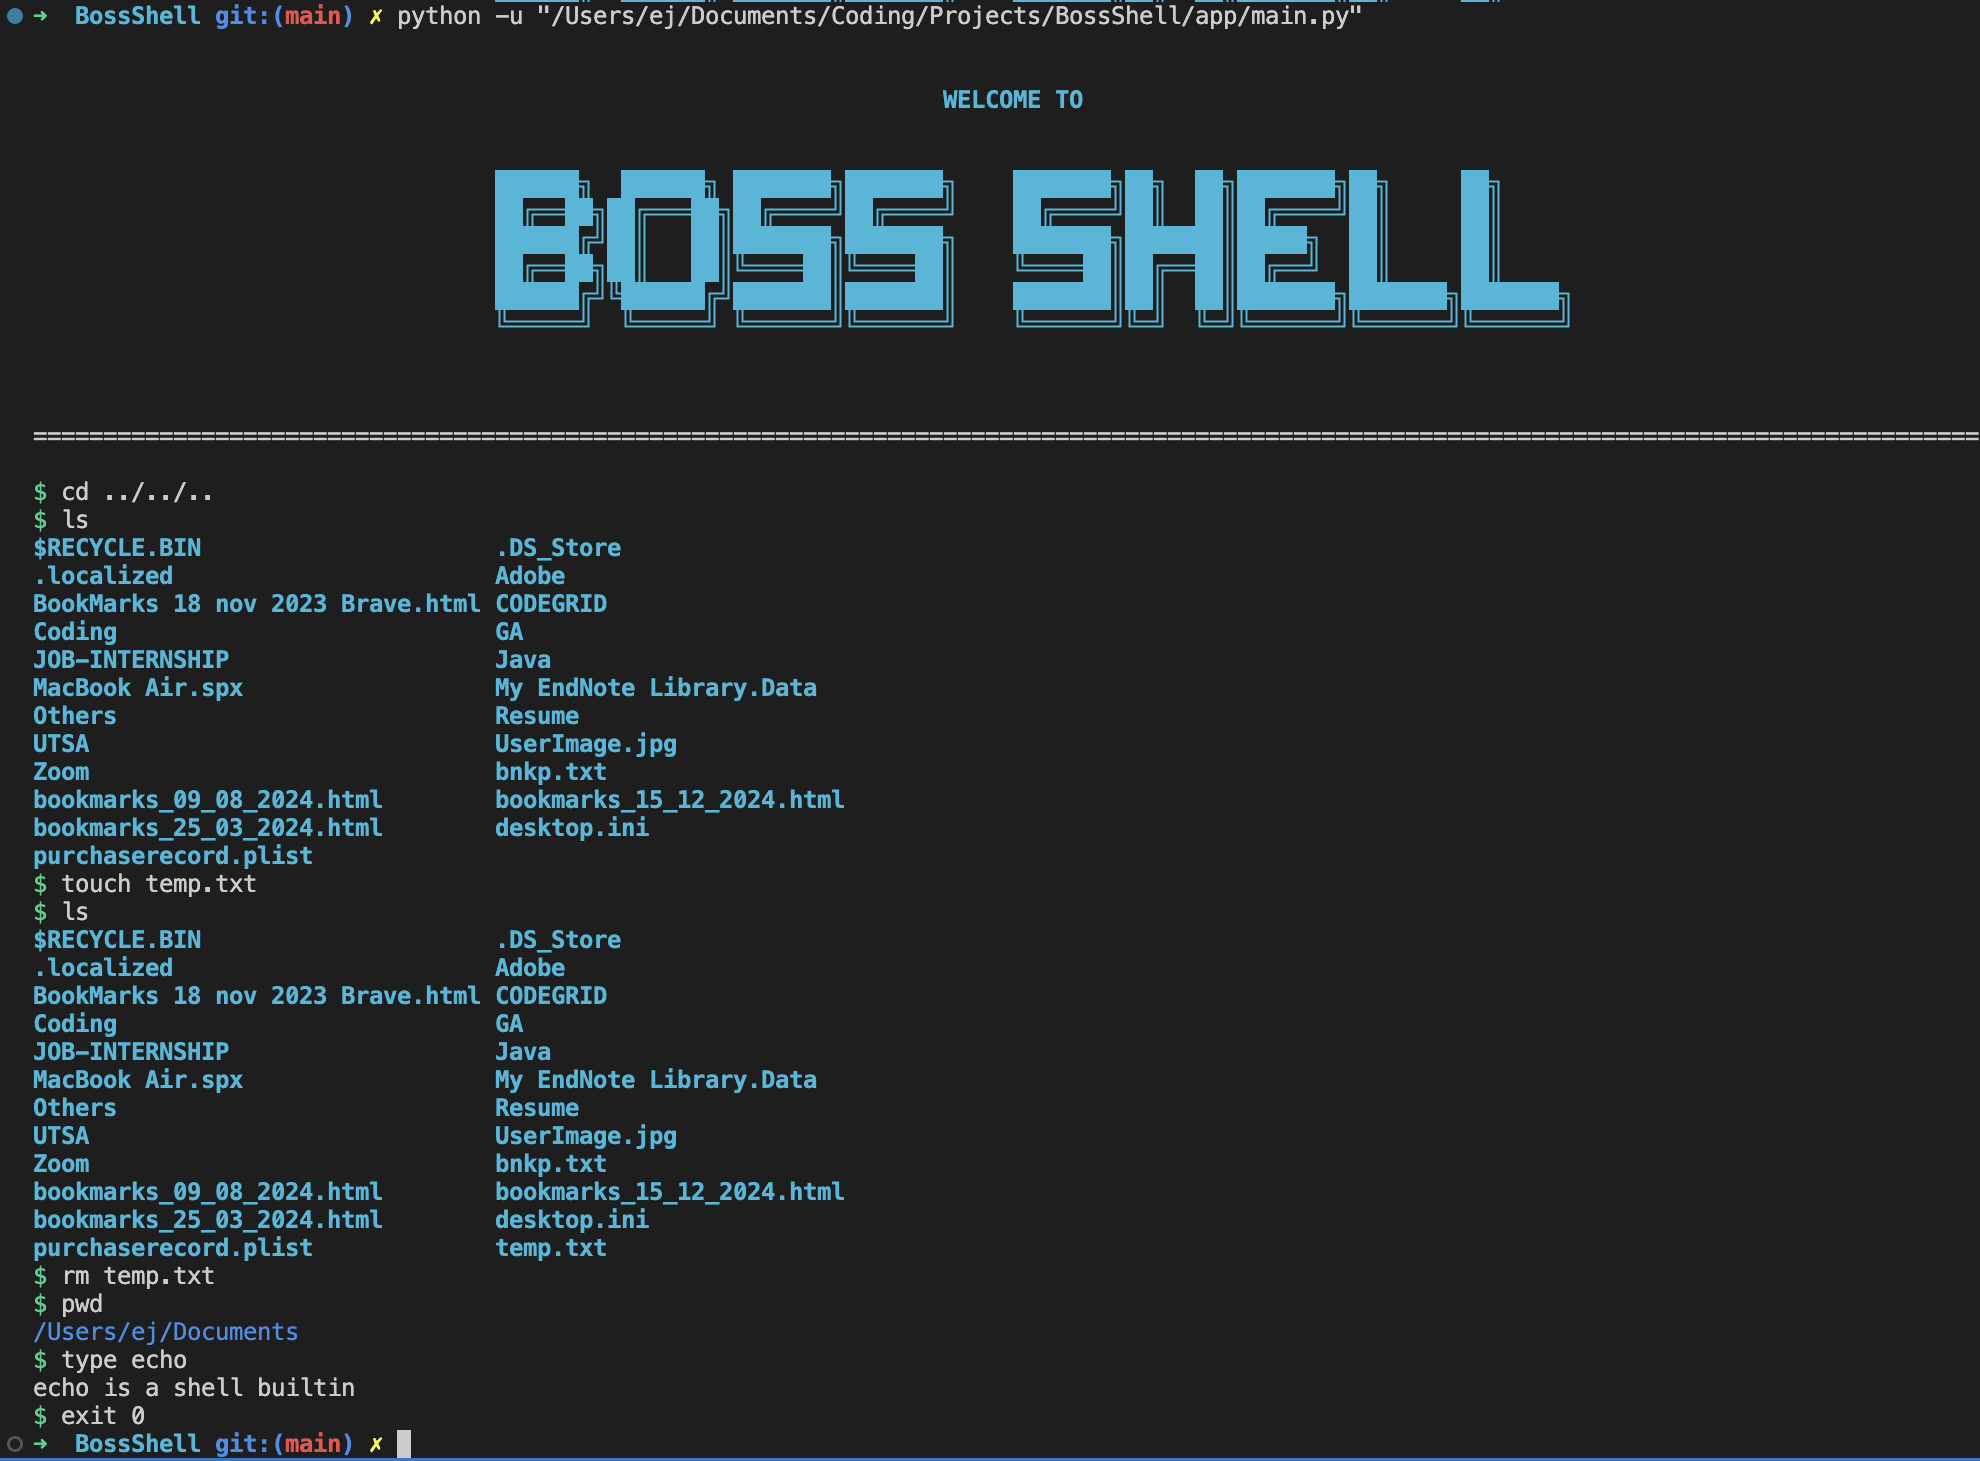 ➜ BossShell git:(main) ✗ python -u "/Users/ej/Documents/Coding/Projects/BossShell/app/main.py"
WELCOME TO
BOSS SHELL
===========================================================================================================================================
$ cd ../../..
$ ls
$RECYCLE.BIN .DS_Store
.localized Adobe
BookMarks 18 nov 2023 Brave.html CODEGRID
Coding GA
JOB-INTERNSHIP Java
MacBook Air.spx My EndNote Library.Data
Others Resume
UTSA UserImage.jpg
Zoom bnkp.txt
bookmarks_09_08_2024.html bookmarks_15_12_2024.html
bookmarks_25_03_2024.html desktop.ini
purchaserecord.plist
$ touch temp.txt
$ ls
$RECYCLE.BIN .DS_Store
.localized Adobe
BookMarks 18 nov 2023 Brave.html CODEGRID
Coding GA
JOB-INTERNSHIP Java
MacBook Air.spx My EndNote Library.Data
Others Resume
UTSA UserImage.jpg
Zoom bnkp.txt
bookmarks_09_08_2024.html bookmarks_15_12_2024.html
bookmarks_25_03_2024.html desktop.ini
purchaserecord.plist temp.txt
$ rm temp.txt
$ pwd
/Users/ej/Documents
$ type echo
echo is a shell builtin
$ exit 0
➜ BossShell git:(main) ✗